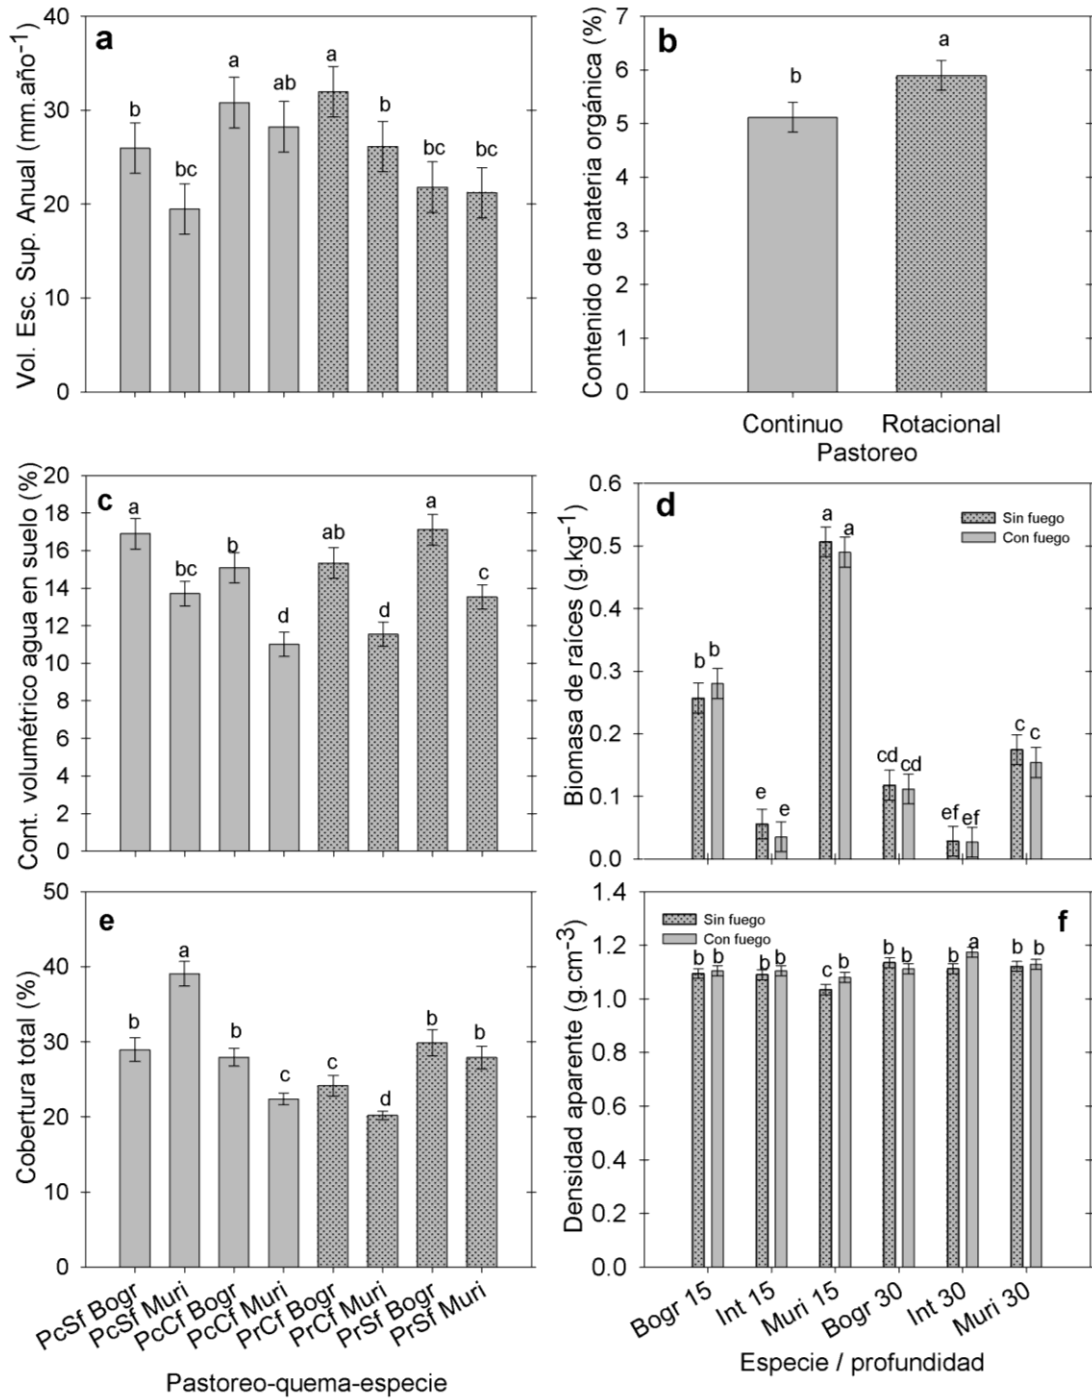 a
Vol. Esc. Sup. Anual (mm.año-1)
40
30
20
10
0
b
bc
a
ab
a
b
bc
bc
b
Contenido de materia orgánica (%)
7
6
5
4
3
2
1
0
b
a
Continuo
Rotacional
Pastoreo
c
Cont. volumétrico agua en suelo (%)
20
18
16
14
12
10
8
6
4
2
0
a
bc
b
d
ab
d
a
c
d
Biomasa de raíces (g.kg-1)
0.6
0.5
0.4
0.3
0.2
0.1
0.0
Sin fuego
Con fuego
b
b
e
e
a
a
cd
cd
ef
ef
c
c
e
Cobertura total (%)
50
40
30
20
10
0
b
a
b
c
c
d
b
b
PcSf Bogr
PcSf Muri
PcCf Bogr
PcCf Muri
PrCf Bogr
PrCf Muri
PrSf Bogr
PrSf Muri
Pastoreo-quema-especie
f
Densidad aparente (g.cm-3)
1.4
1.2
1.0
0.8
0.6
0.4
0.2
0.0
Sin fuego
Con fuego
b
b
b
b
c
b
b
b
b
a
b
b
Bogr 15
Int 15
Muri 15
Bogr 30
Int 30
Muri 30
Especie / profundidad